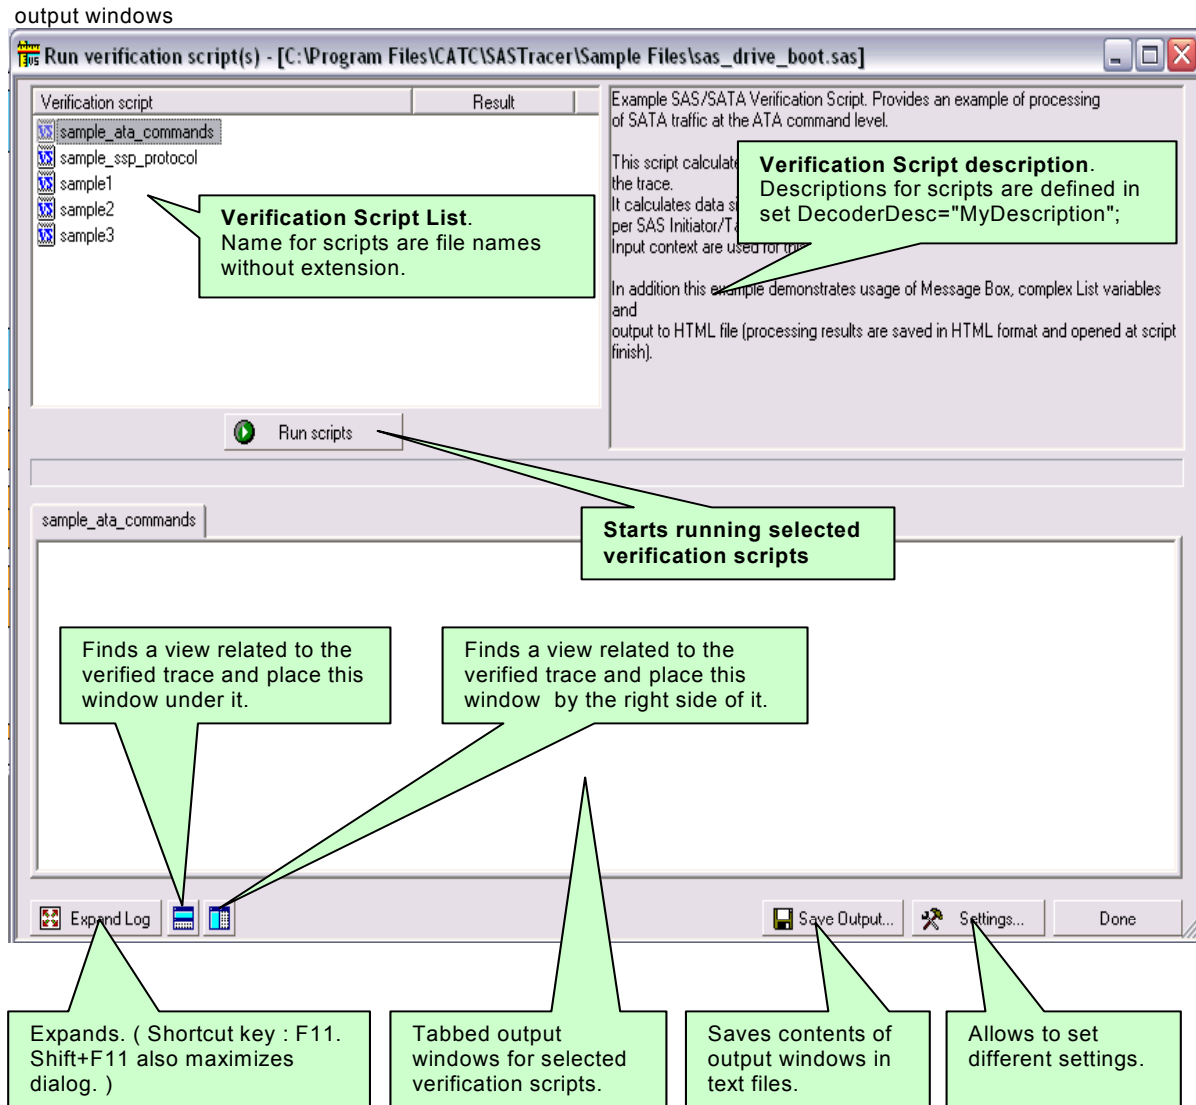 output windows
Run verification script(s) - [C:\Program Files\CATC\SASTracer\Sample Files\sas_drive_boot.sas]
Verification script
Result
sample_ata_commands
sample_ssp_protocol
sample1
sample2
sample3
Verification Script List.
Name for scripts are file names
without extension.
Example SAS/SATA Verification Script. Provides an example of processing
of SATA traffic at the ATA command level.
This script calculate
the trace.
It calculates data si
per SAS Initiator/Ta
Input context are used for this
Verification Script description.
Descriptions for scripts are defined in
set DecoderDesc="MyDescription";
In addition this example demonstrates usage of Message Box, complex List variables
and
output to HTML file (processing results are saved in HTML format and opened at script
finish).
Run scripts
Starts running selected
verification scripts
sample_ata_commands
Finds a view related to the
verified trace and place this
window under it.
Finds a view related to the
verified trace and place this
window by the right side of it.
Expand Log
Save Output...
Settings...
Done
Expands. ( Shortcut key : F11.
Shift+F11 also maximizes
dialog. )
Tabbed output
windows for selected
verification scripts.
Saves contents of
output windows in
text files.
Allows to set
different settings.